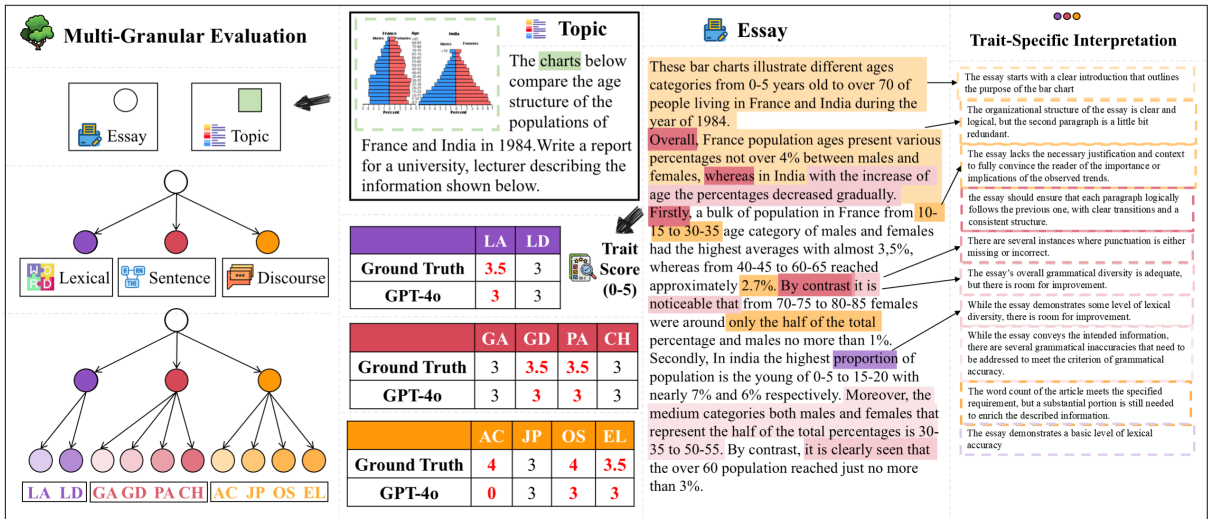 Multi-Granular Evaluation
Essay
Topic
Lexical
Sentence
Discourse
LA LD GA GD PA CH AC JP OS EL
Topic
France Age India
Males Females Males Females
Percent Percent
The charts below
compare the age
structure of the
populations of
France and India in 1984.Write a report
for a university, lecturer describing the
information shown below.
Trait
Score
(0-5)
LA LD
Ground Truth 3.5 3
GPT-4o 3 3
GA GD PA CH
Ground Truth 3 3.5 3.5 3
GPT-4o 3 3 3 3
AC JP OS EL
Ground Truth 4 3 4 3.5
GPT-4o 0 3 3 3
Essay
These bar charts illustrate different ages
categories from 0-5 years old to over 70 of
people living in France and India during the
year of 1984.
Overall, France population ages present various
percentages not over 4% between males and
females, whereas in India with the increase of
age the percentages decreased gradually.
Firstly, a bulk of population in France from 10-
15 to 30-35 age category of males and females
had the highest averages with almost 3,5%,
whereas from 40-45 to 60-65 reached
approximately 2.7%. By contrast it is
noticeable that from 70-75 to 80-85 females
were around only the half of the total
percentage and males no more than 1%.
Secondly, In india the highest proportion of
population is the young of 0-5 to 15-20 with
nearly 7% and 6% respectively. Moreover, the
medium categories both males and females that
represent the half of the total percentages is 30-
35 to 50-55. By contrast, it is clearly seen that
the over 60 population reached just no more
than 3%.
Trait-Specific Interpretation
The essay starts with a clear introduction that outlines
the purpose of the bar chart
The organizational structure of the essay is clear and
logical, but the second paragraph is a little bit
redundant.
The essay lacks the necessary justification and context
to fully convince the reader of the importance or
implications of the observed trends.
the essay should ensure that each paragraph logically
follows the previous one, with clear transitions and a
consistent structure.
There are several instances where punctuation is either
missing or incorrect.
The essay's overall grammatical diversity is adequate,
but there is room for improvement.
While the essay demonstrates some level of lexical
diversity, there is room for improvement.
While the essay conveys the intended information,
there are several grammatical inaccuracies that need to
be addressed to meet the criterion of grammatical
accuracy.
The word count of the article meets the specified
requirement, but a substantial portion is still needed
to enrich the described information.
The essay demonstrates a basic level of lexical
accuracy